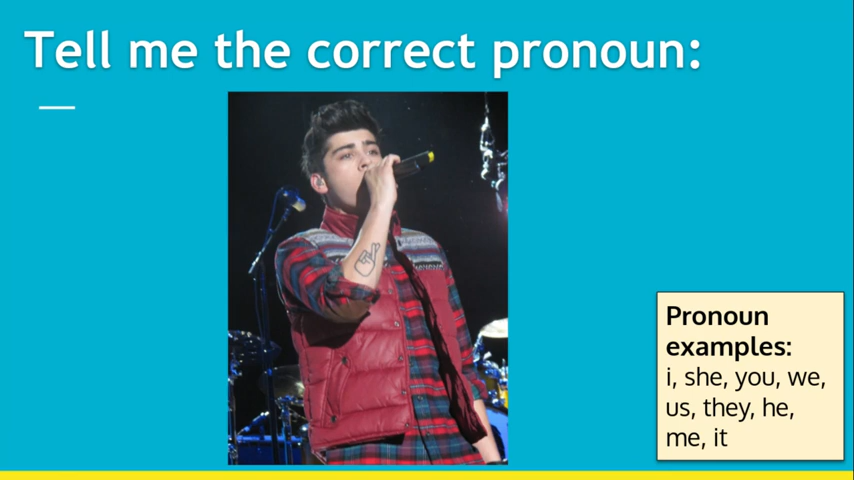 Tell me the correct pronoun:
Pronoun
examples:
i, she, you, we,
us, they, he,
me, it